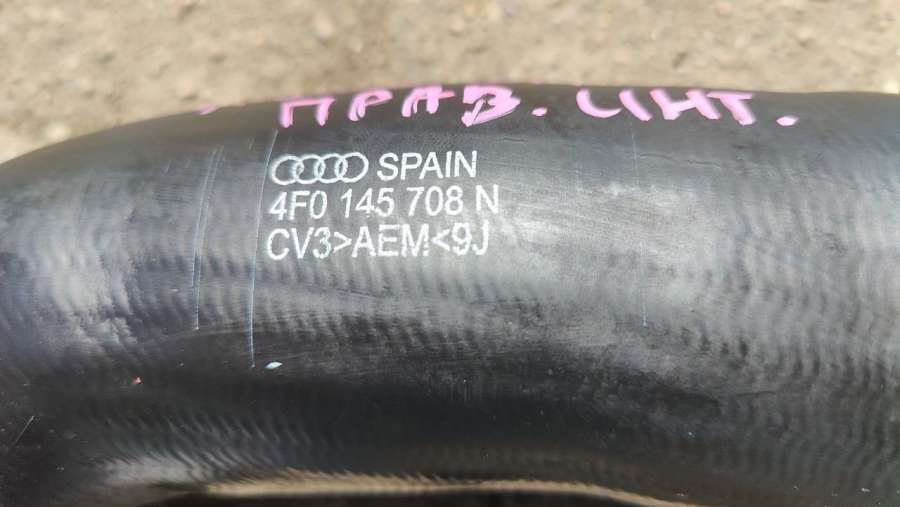 ПРАВ. ИНТ.
SPAIN
4F0 145 708 N
CV3>AEM<9J